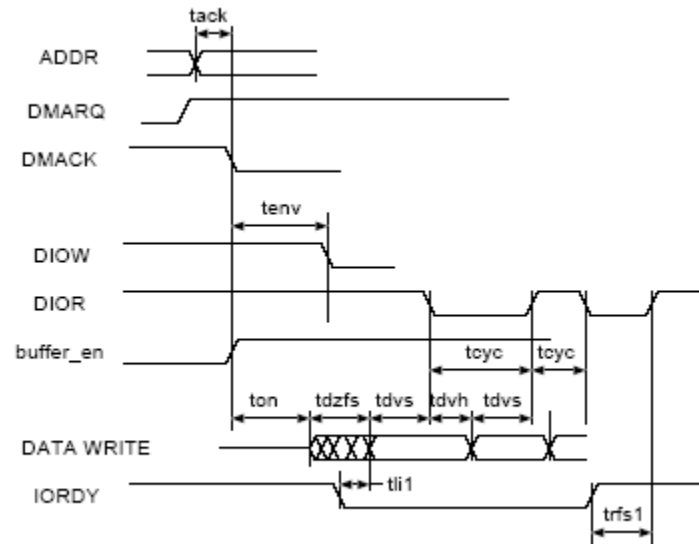 tack
ADDR
DMARQ
DMACK
tenv
DIOW
DIOR
buffer_en
tcyc tcyc
ton tdzfs tdvs tdvh tdvs
DATA WRITE
tli1
IORDY
trfs1